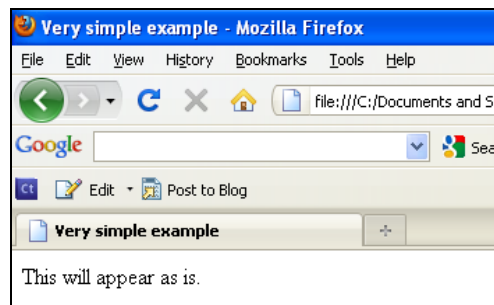 Very simple example - Mozilla Firefox
File Edit View History Bookmarks Tools Help
file:///C:/Documents and S
Google Sea
Ct Edit Post to Blog
Very simple example
This will appear as is.